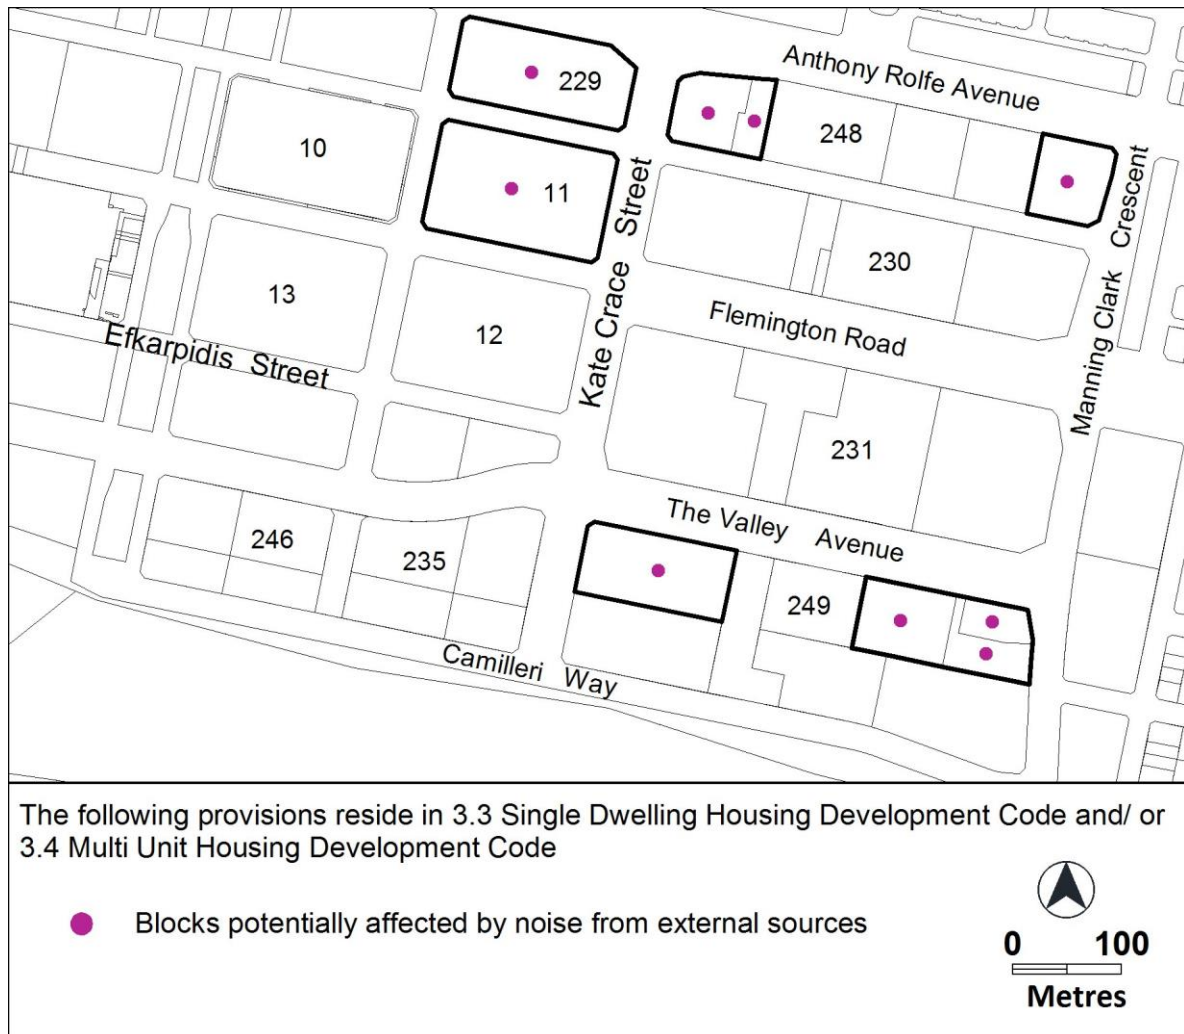 Anthony Rolfe Avenue
229
248
10
11
Kate Crace Street
Manning Clark Crescent
230
13
12
Flemington Road
Efkarpidis Street
231
The Valley Avenue
246
235
249
Camilleri Way
The following provisions reside in 3.3 Single Dwelling Housing Development Code and/ or
3.4 Multi Unit Housing Development Code
Blocks potentially affected by noise from external sources
0 100
Metres